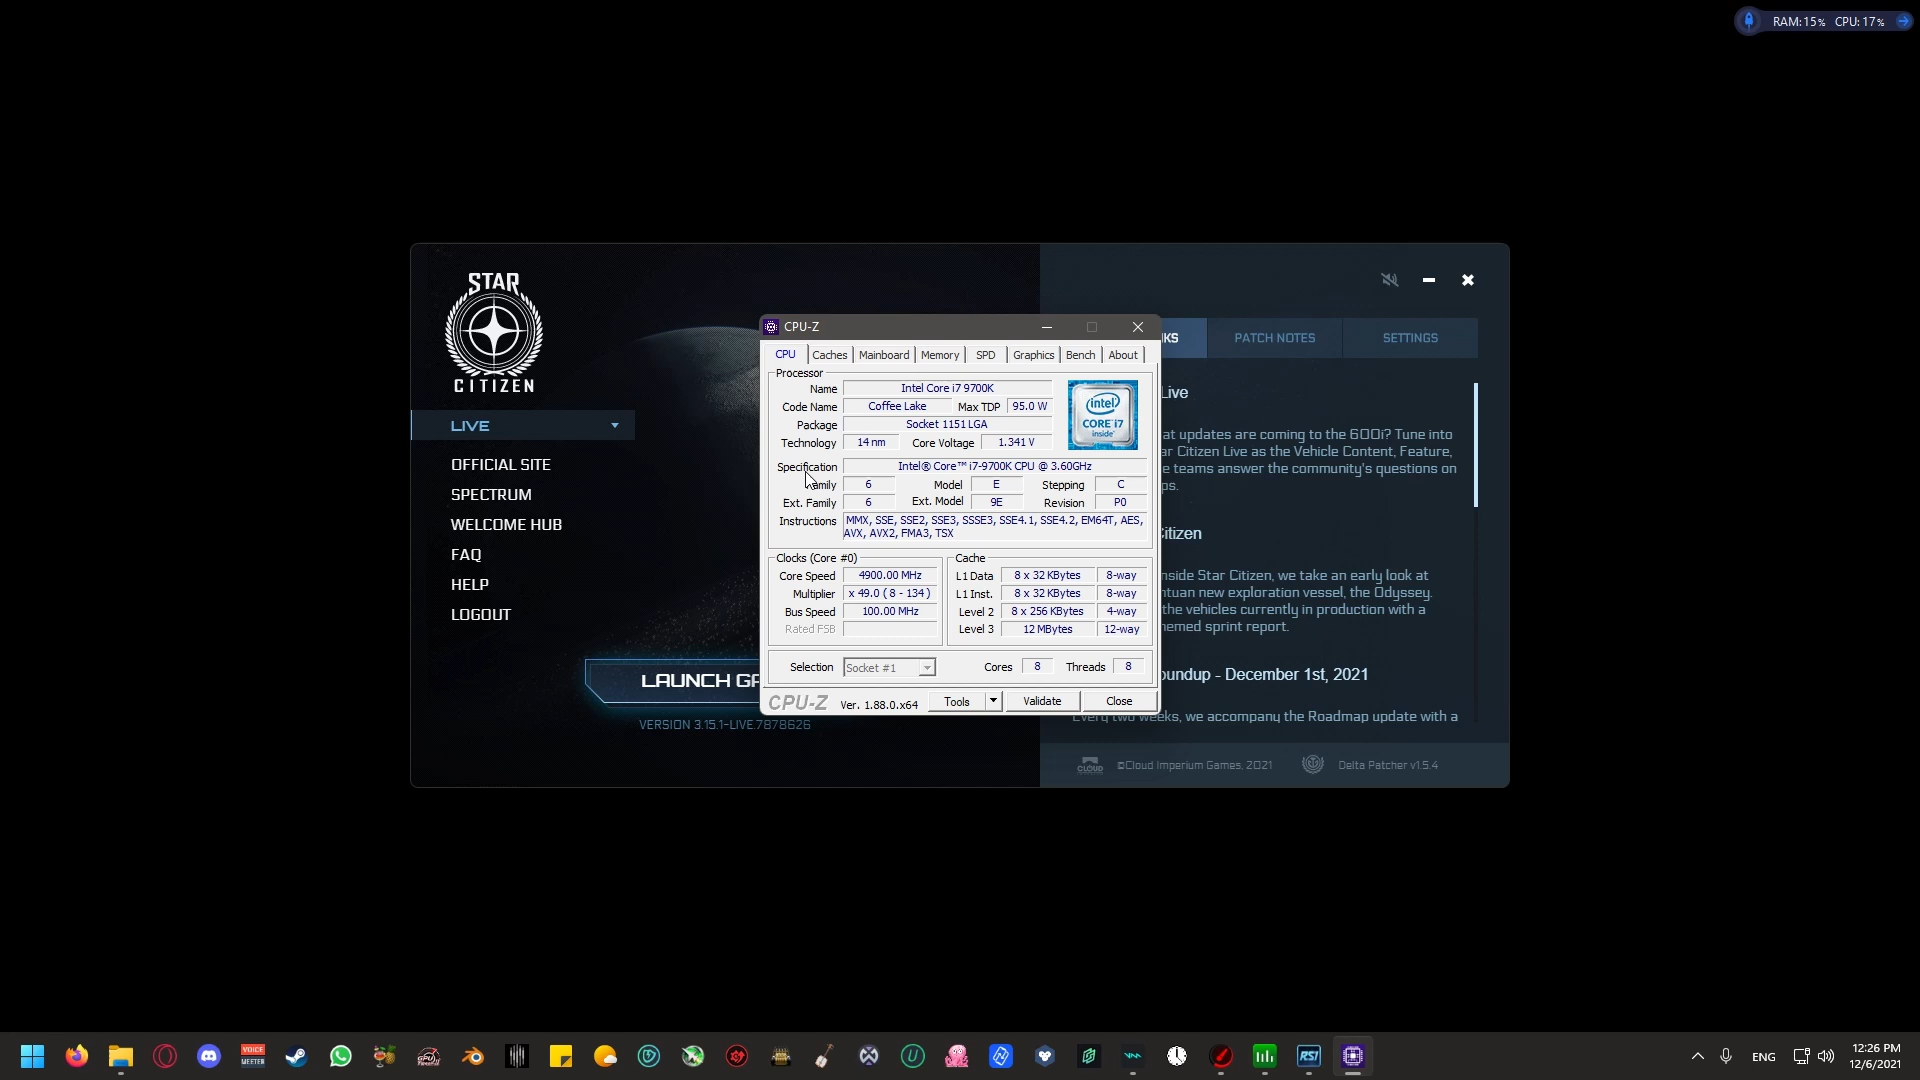 RAM:15% CPU: 17%
STAR
CITIZEN
LIVE
OFFICIAL SITE
SPECTRUM
WELCOME HUB
FAQ
HELP
LOGOUT
LAUNCH GA
VERSION 3.15.1-LIVE.7878626
CPU-Z
CPU Caches Mainboard Memory SPD Graphics Bench About
Processor
Name Intel Core i7 9700K
Code Name Coffee Lake Max TDP 95.0 W
Package Socket 1151 LGA
Technology 14 nm Core Voltage 1.341 V
intel
CORE i7
inside
Specification Intel® Core™ i7-9700K CPU @ 3.60GHz
Family 6 Model E Stepping C
Ext. Family 6 Ext. Model 9E Revision P0
Instructions MMX, SSE, SSE2, SSE3, SSSE3, SSE4.1, SSE4.2, EM64T, AES,
AVX, AVX2, FMA3, TSX
Clocks (Core #0)
Core Speed 4900.00 MHz
Multiplier x 49.0 ( 8 - 134 )
Bus Speed 100.00 MHz
Rated FSB
Cache
L1 Data 8 x 32 KBytes 8-way
L1 Inst. 8 x 32 KBytes 8-way
Level 2 8 x 256 KBytes 4-way
Level 3 12 MBytes 12-way
Selection Socket #1 Cores 8 Threads 8
CPU-Z Ver. 1.88.0.x64 Tools Validate Close
KS PATCH NOTES SETTINGS
Live
at updates are coming to the 600i? Tune into
ar Citizen Live as the Vehicle Content, Feature,
e teams answer the community's questions on
ps.
itizen
nside Star Citizen, we take an early look at
ntuan new exploration vessel, the Odyssey.
the vehicles currently in production with a
hemed sprint report.
oundup - December 1st, 2021
Every two weeks, we accompany the Roadmap update with a
CLOUD ©Cloud Imperium Games, 2021 Delta Patcher v1.5.4
VOICE
MEETER
RSI
ENG
12:26 PM
12/6/2021